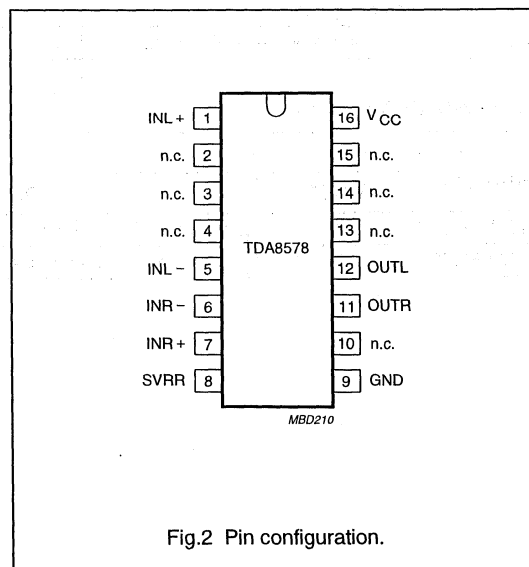 INL + 1 16 VCC
n.c. 2 15 n.c.
n.c. 3 14 n.c.
n.c. 4 13 n.c.
TDA8578
INL − 5 12 OUTL
INR − 6 11 OUTR
INR + 7 10 n.c.
SVRR 8 9 GND
MBD210
Fig.2 Pin configuration.